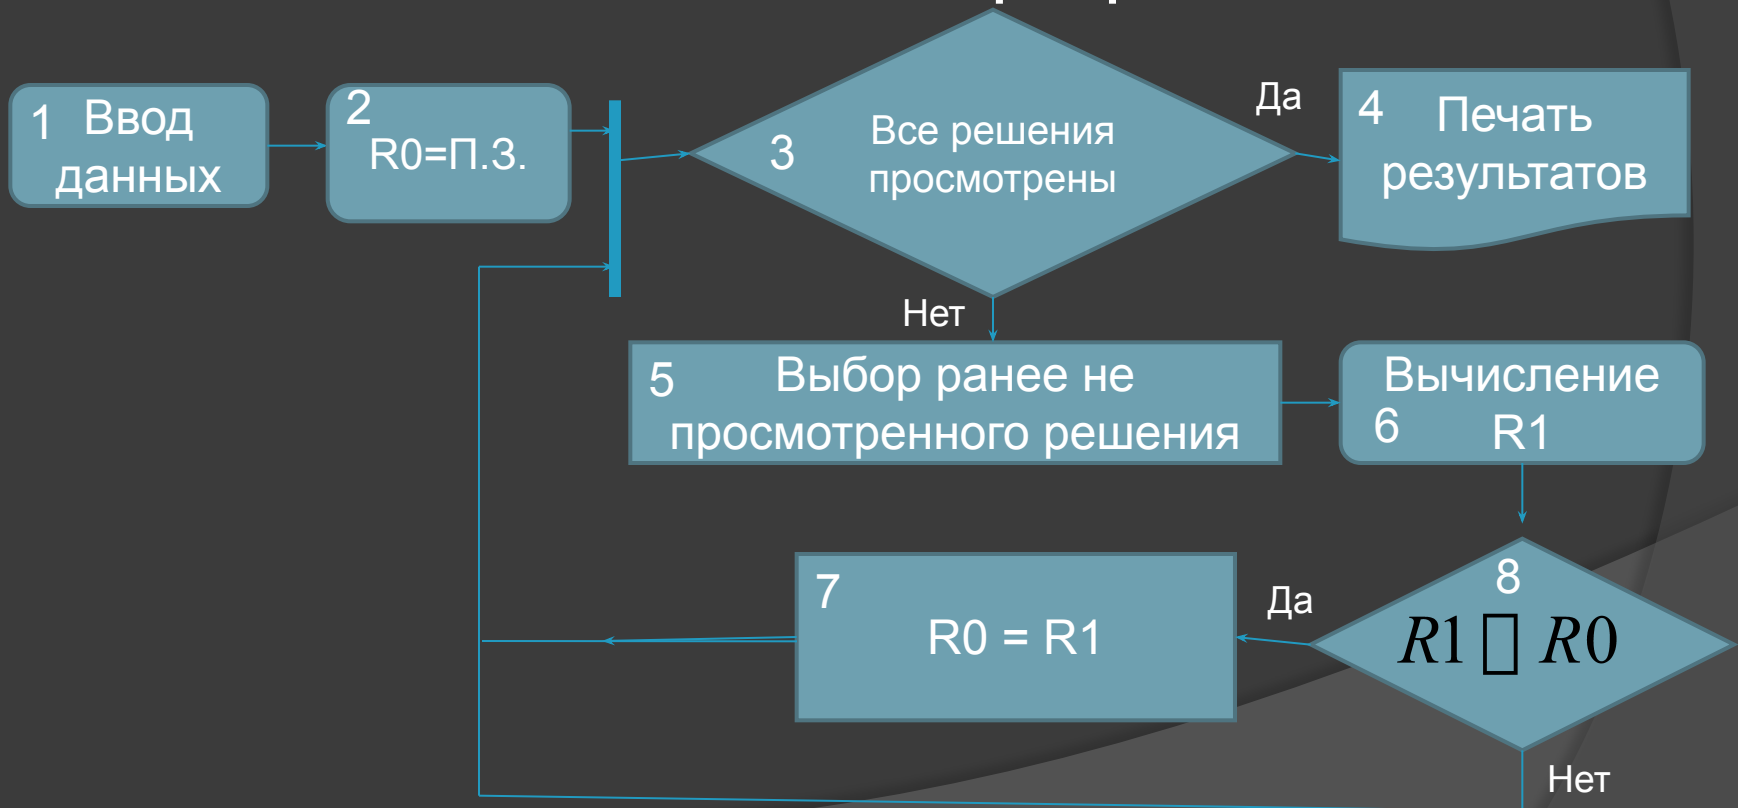 1 Ввод
данных
2
R0=П.З.
3
Все решения
просмотрены
Да
4 Печать
результатов
Нет
5 Выбор ранее не
просмотренного решения
Вычисление
6 R1
7
R0 = R1
Да
8
R1 □ R0
Нет